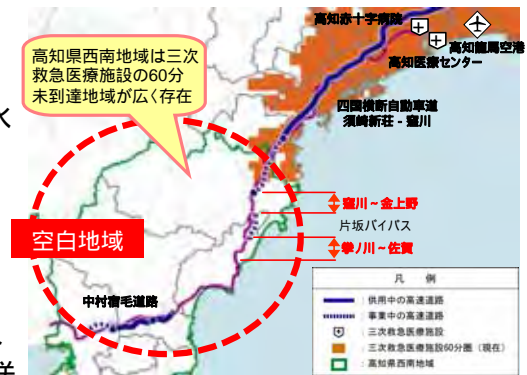 高知赤十字病院
高知龍馬空港
高知医療センター
高知県西南地域は三次
救急医療施設の60分
未到達地域が広く存在
四国横断自動車道
須崎新荘 - 窪川
窪川～金上野
片坂バイパス
拳ノ川～佐賀
空白地域
中村宿毛道路
凡 例
: 供用中の高速道路
: 事業中の高速道路
: 三次救急医療施設
: 三次救急医療施設60分圏（現在）
: 高知県西南地域